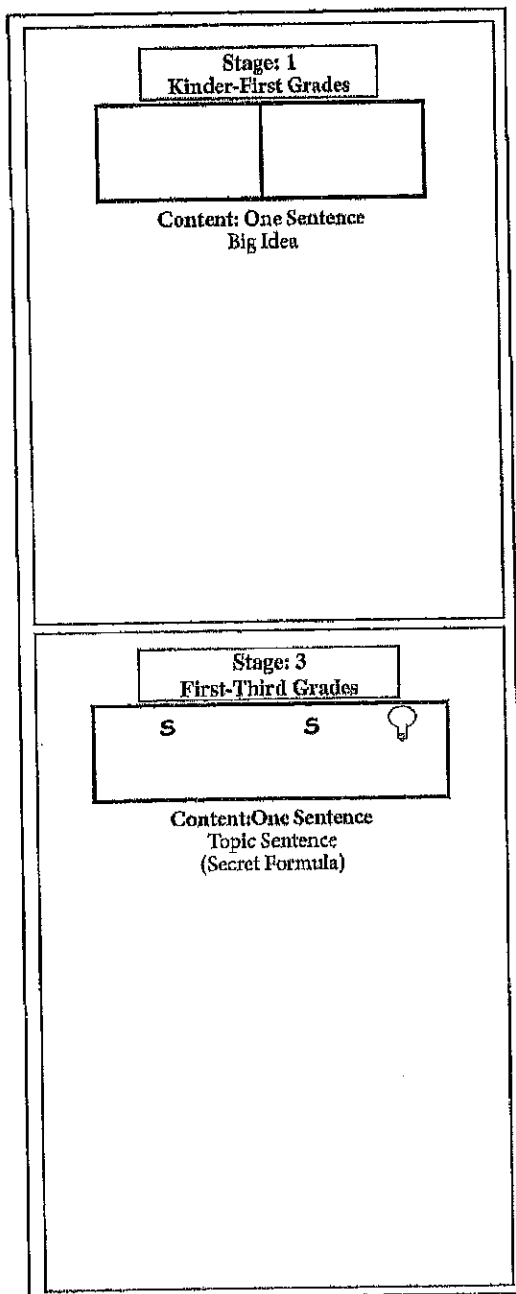 Stage: 1
Kinder-First Grades
Content: One Sentence
Big Idea
Stage: 3
First-Third Grades
S S
Content:One Sentence
Topic Sentence
(Secret Formula)